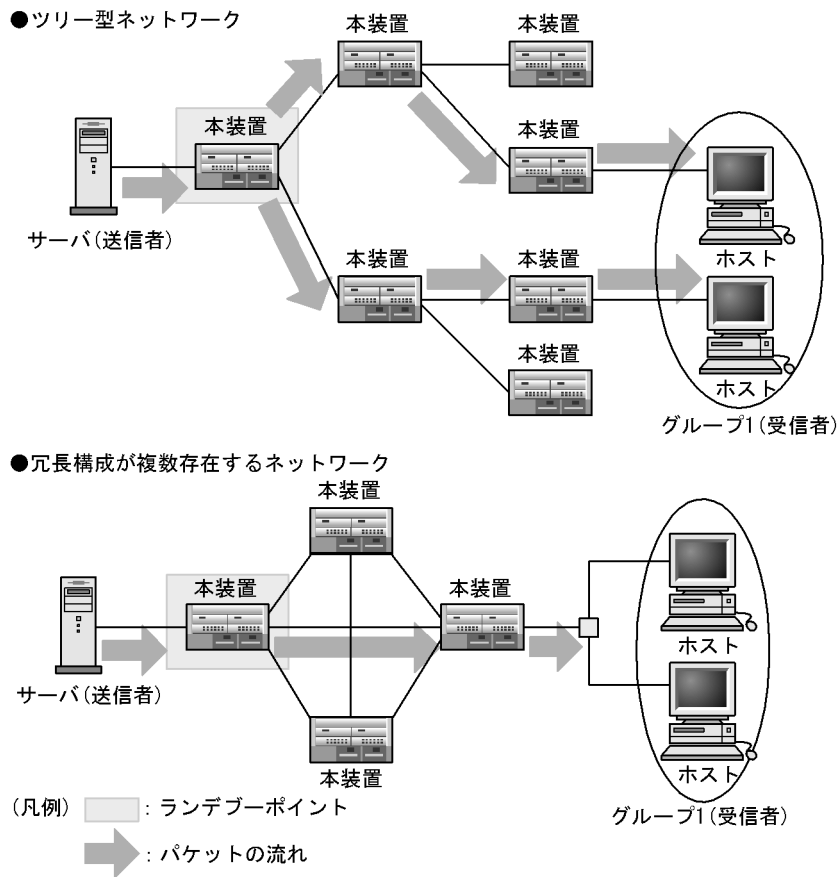 ●ツリー型ネットワーク
本装置
本装置
本装置
本装置
サーバ(送信者)
ホスト
本装置
本装置
本装置
ホスト
グループ1(受信者)
●冗長構成が複数存在するネットワーク
本装置
本装置
本装置
ホスト
サーバ(送信者)
本装置
ホスト
(凡例)
：ランデブーポイント
グループ1(受信者)
：パケットの流れ